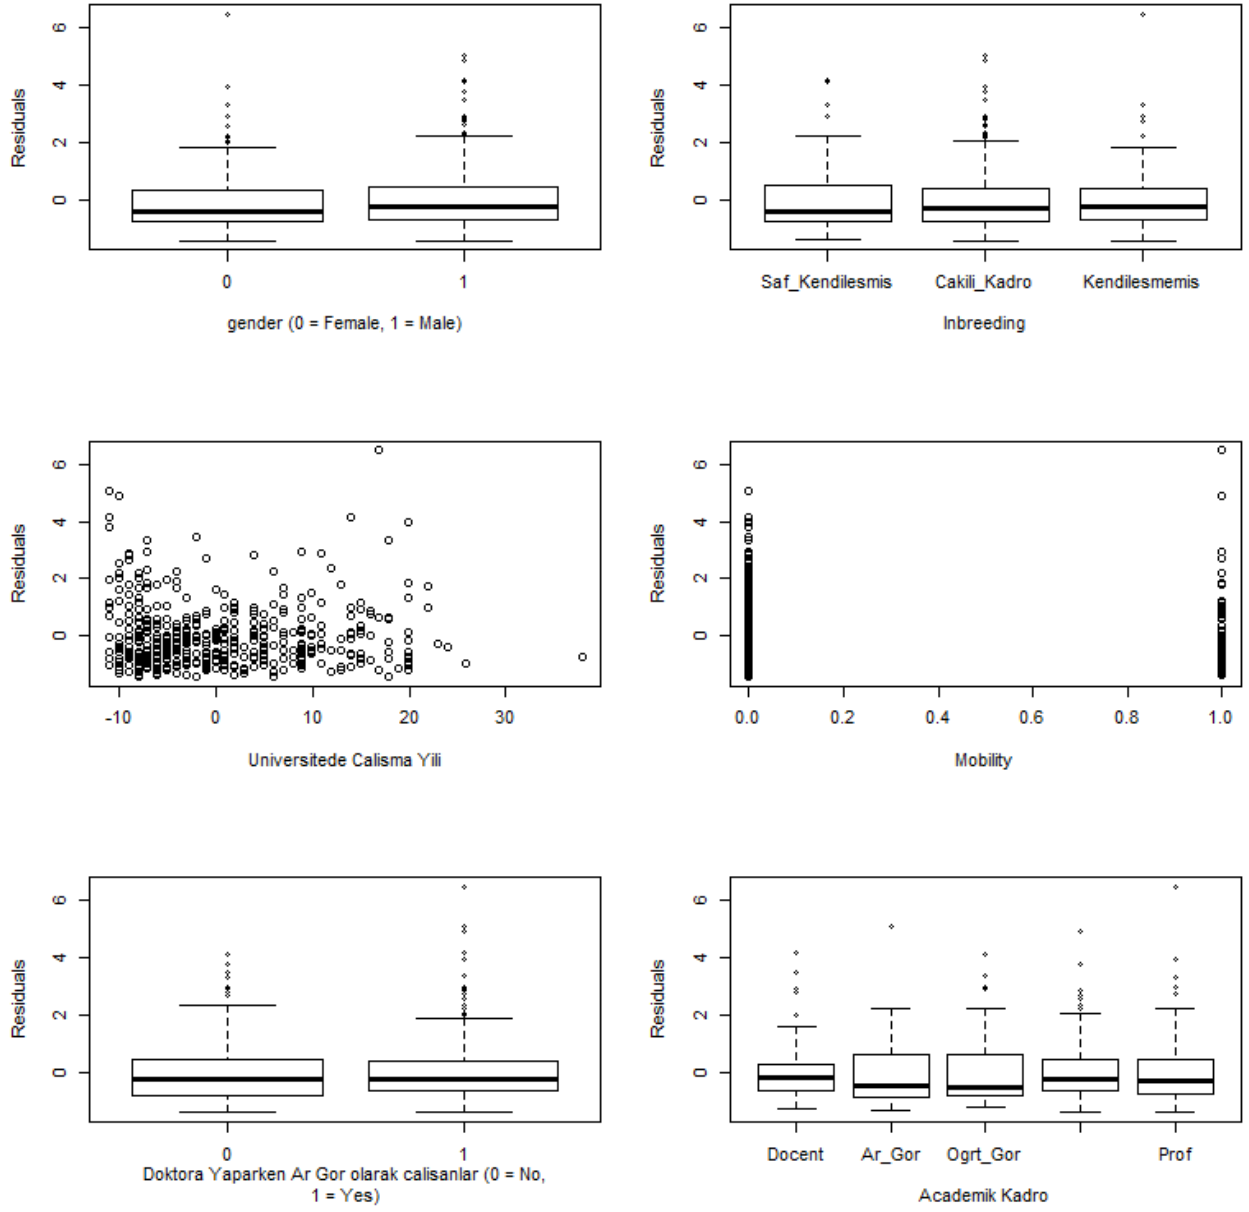 Residuals
6
4
2
0
0 1
gender (0 = Female, 1 = Male)
Residuals
6
4
2
0
Saf_Kendilesmis Cakili_Kadro Kendilesmemis
Inbreeding
Residuals
6
4
2
0
-10 0 10 20 30
Universitede Calisma Yili
Residuals
6
4
2
0
0.0 0.2 0.4 0.6 0.8 1.0
Mobility
Residuals
6
4
2
0
0 1
Doktora Yaparken Ar Gor olarak calisanlar (0 = No,
1 = Yes)
Residuals
6
4
2
0
Docent Ar_Gor Ogrt_Gor Prof
Academik Kadro